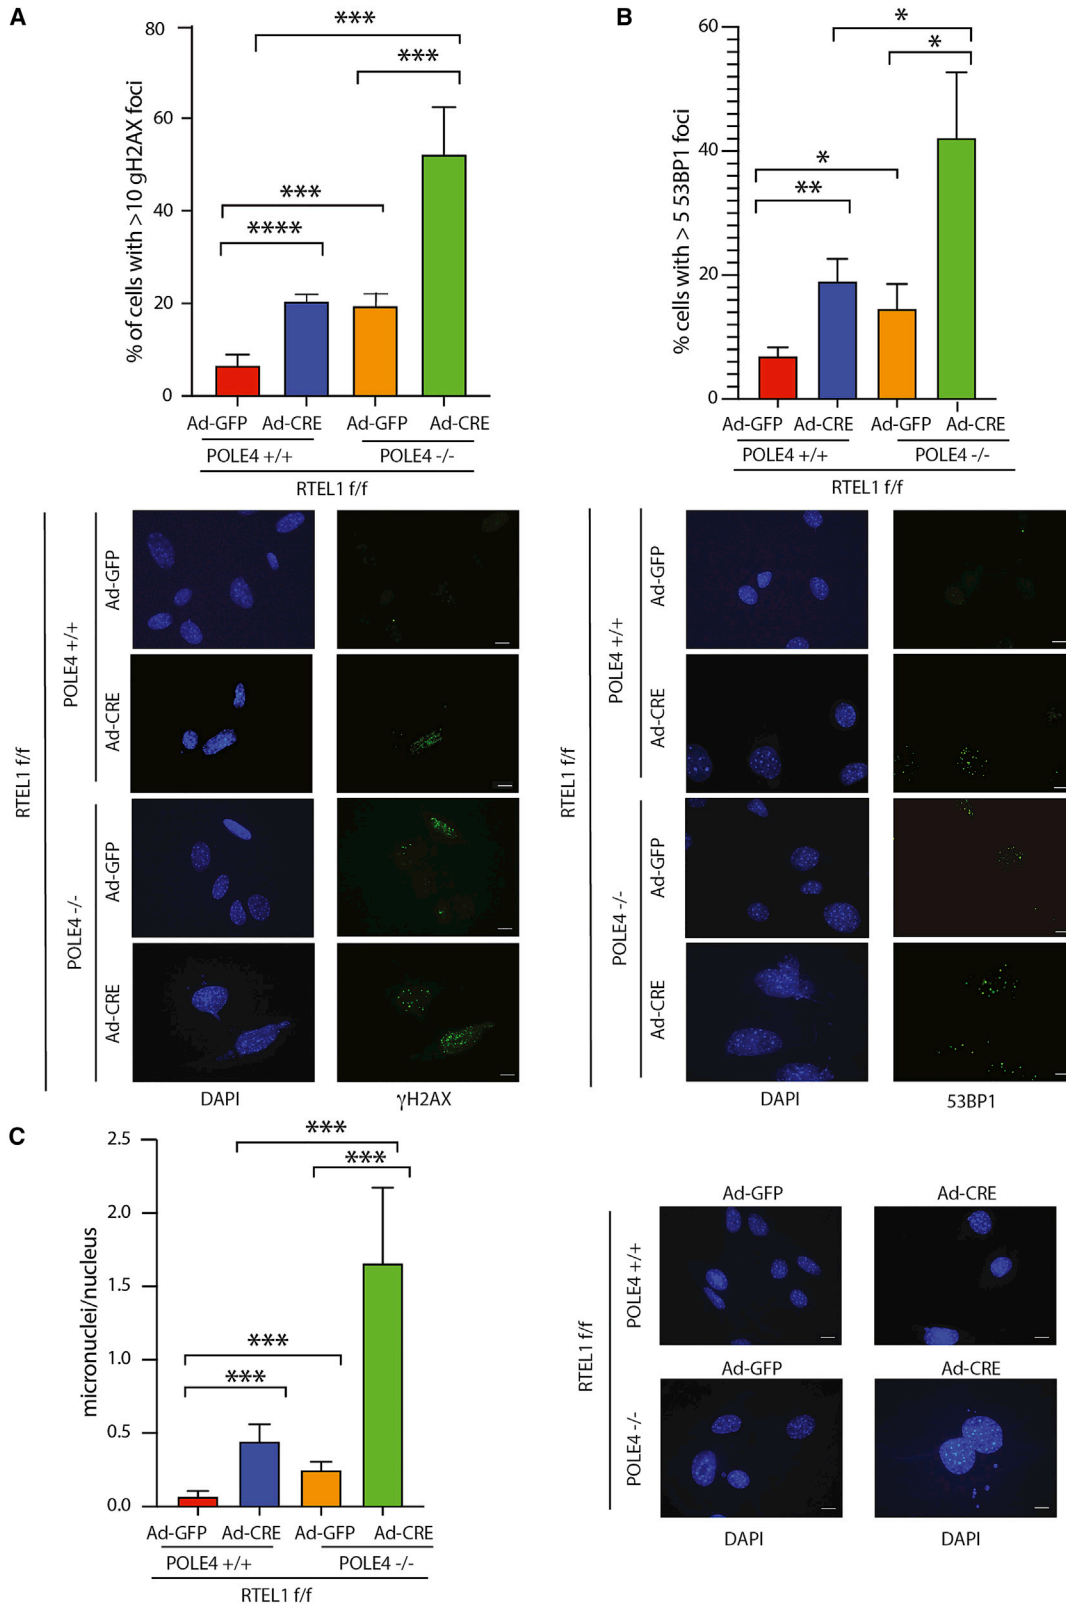 A
80
60
40
20
0
% of cells with >10 gH2AX foci
***
***
***
****
Ad-GFP Ad-CRE Ad-GFP Ad-CRE
POLE4 +/+ POLE4 -/-
RTEL1 f/f
B
60
40
20
0
% cells with > 5 53BP1 foci
*
*
*
**
Ad-GFP Ad-CRE Ad-GFP Ad-CRE
POLE4 +/+ POLE4 -/-
RTEL1 f/f
RTEL1 f/f
POLE4 +/+
POLE4 -/-
Ad-GFP
Ad-CRE
Ad-GFP
Ad-CRE
DAPI γH2AX
RTEL1 f/f
POLE4 +/+
POLE4 -/-
Ad-GFP
Ad-CRE
Ad-GFP
Ad-CRE
DAPI 53BP1
C
2.5
2.0
1.5
1.0
0.5
0.0
micronuclei/nucleus
***
***
***
***
Ad-GFP Ad-CRE Ad-GFP Ad-CRE
POLE4 +/+ POLE4 -/-
RTEL1 f/f
Ad-GFP Ad-CRE
RTEL1 f/f
POLE4 +/+
Ad-GFP Ad-CRE
POLE4 -/-
DAPI DAPI